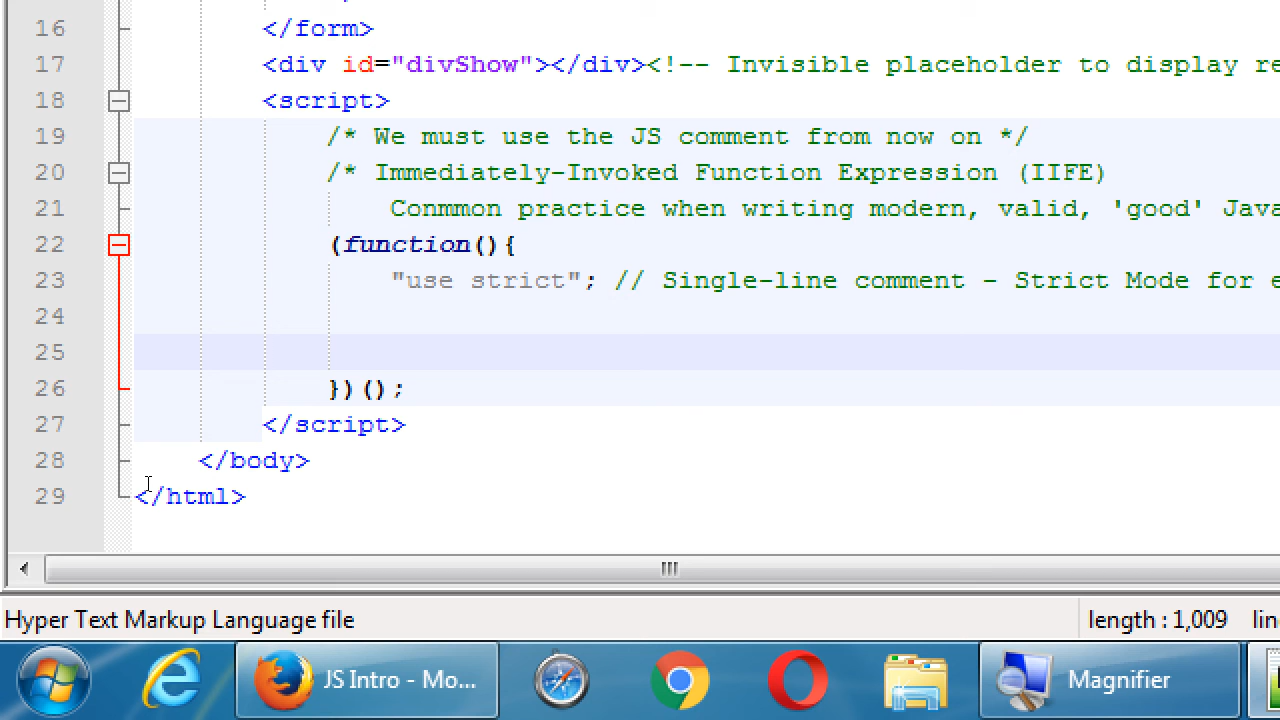 16 </form>
17 <div id="divShow"></div><!-- Invisible placeholder to display re
18 <script>
19 /* We must use the JS comment from now on */
20 /* Immediately-Invoked Function Expression (IIFE)
21 Conmmon practice when writing modern, valid, 'good' Java
22 (function(){
23 "use strict"; // Single-line comment - Strict Mode for e
24
25
26 })();
27 </script>
28 </body>
29 </html>
Hyper Text Markup Language file length : 1,009 lin
JS Intro - Mo... Magnifier